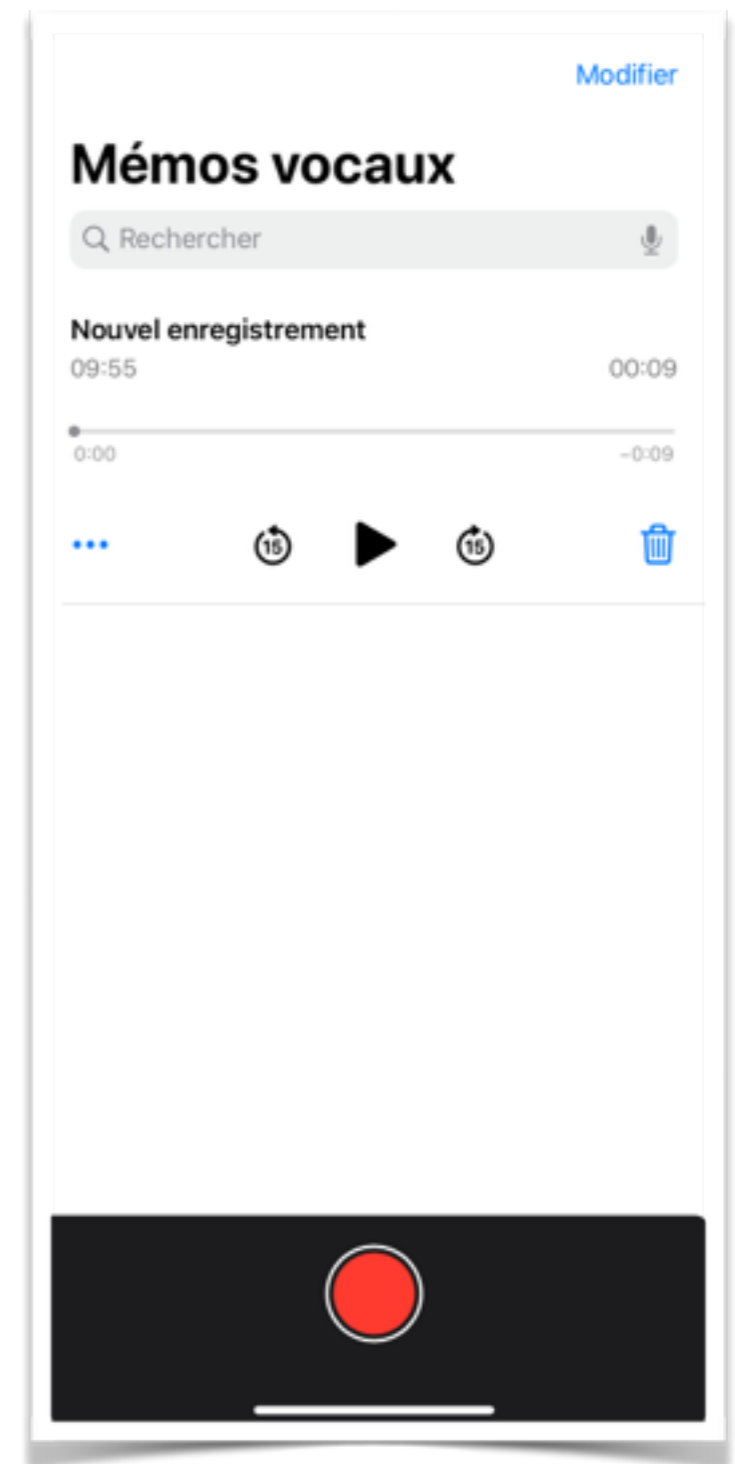 Modifier
Mémos vocaux
Rechercher
Nouvel enregistrement
09:55 00:09
0:00 -0:09
15 15